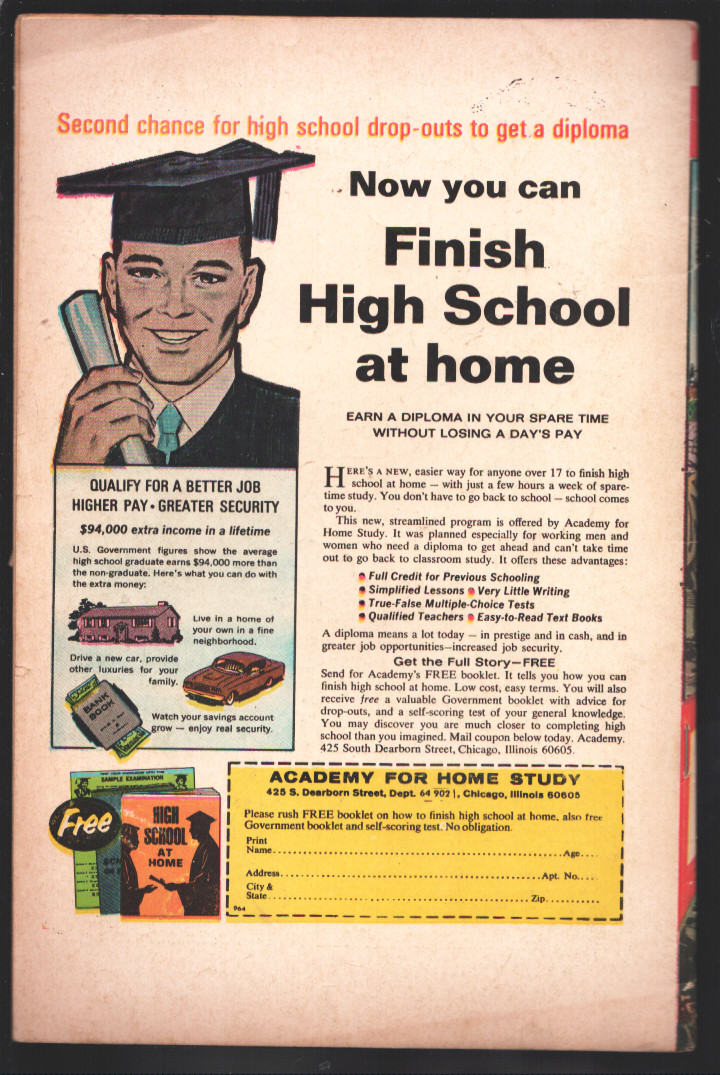 Second chance for high school drop-outs to get a diploma
Now you can
Finish
High School
at home
EARN A DIPLOMA IN YOUR SPARE TIME
WITHOUT LOSING A DAY'S PAY
HERE'S A NEW, easier way for anyone over 17 to finish high
school at home — with just a few hours a week of spare-
time study. You don't have to go back to school — school comes
to you.
This new, streamlined program is offered by Academy for
Home Study. It was planned especially for working men and
women who need a diploma to get ahead and can't take time
out to go back to classroom study. It offers these advantages:
• Full Credit for Previous Schooling
• Simplified Lessons • Very Little Writing
• True-False Multiple-Choice Tests
• Qualified Teachers • Easy-to-Read Text Books
A diploma means a lot today — in prestige and in cash, and in
greater job opportunities—increased job security.
Get the Full Story—FREE
Send for Academy's FREE booklet. It tells you how you can
finish high school at home. Low cost, easy terms. You will also
receive free a valuable Government booklet with advice for
drop-outs, and a self-scoring test of your general knowledge.
You may discover you are much closer to completing high
school than you imagined. Mail coupon below today. Academy,
425 South Dearborn Street, Chicago, Illinois 60605.
QUALIFY FOR A BETTER JOB
HIGHER PAY • GREATER SECURITY
$94,000 extra income in a lifetime
U.S. Government figures show the average
high school graduate earns $94,000 more than
the non-graduate. Here's what you can do with
the extra money:
Live in a home of
your own in a fine
neighborhood.
Drive a new car, provide
other luxuries for your
family.
BANK
BOOK
Watch your savings account
grow — enjoy real security.
Free
SAMPLE EXAMINATION
HIGH
SCHOOL
AT
HOME
ACADEMY FOR HOME STUDY
425 S. Dearborn Street, Dept. 64 902, Chicago, Illinois 60605
Please rush FREE booklet on how to finish high school at home, also free
Government booklet and self-scoring test. No obligation.
Print
Name Age
Address Apt. No.
City &
State Zip
964